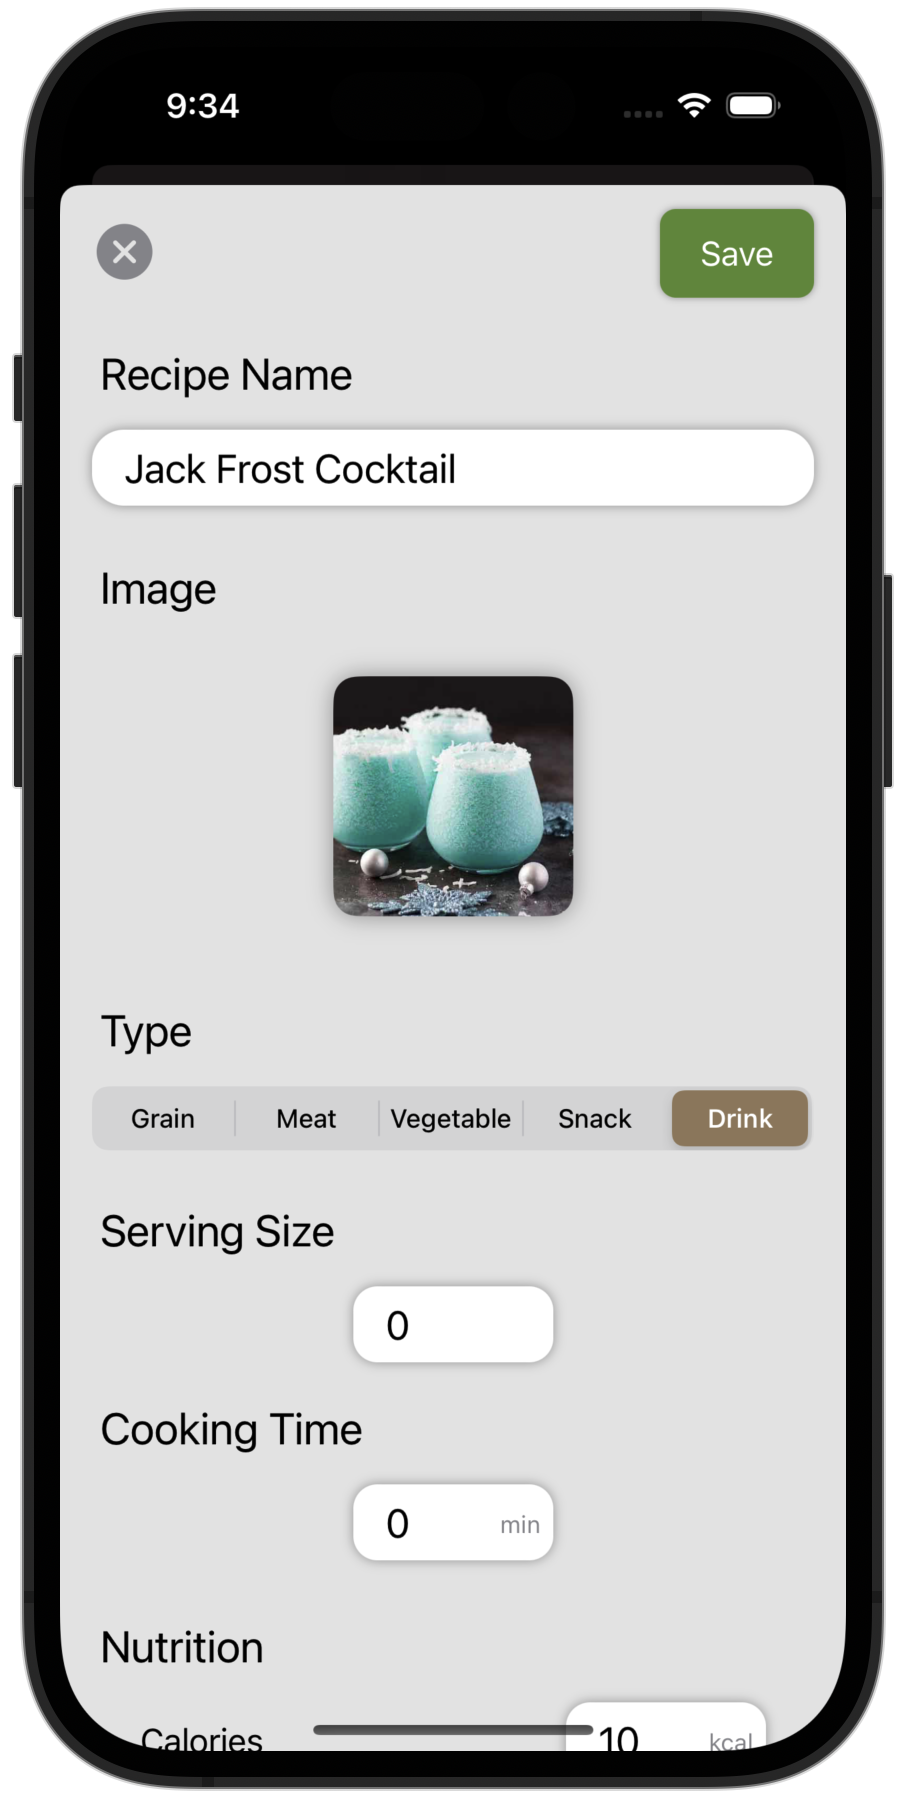 9:34
Save
Recipe Name
Jack Frost Cocktail
Image
Type
Grain Meat Vegetable Snack Drink
Serving Size
0
Cooking Time
0 min
Nutrition
Calories 10 kcal